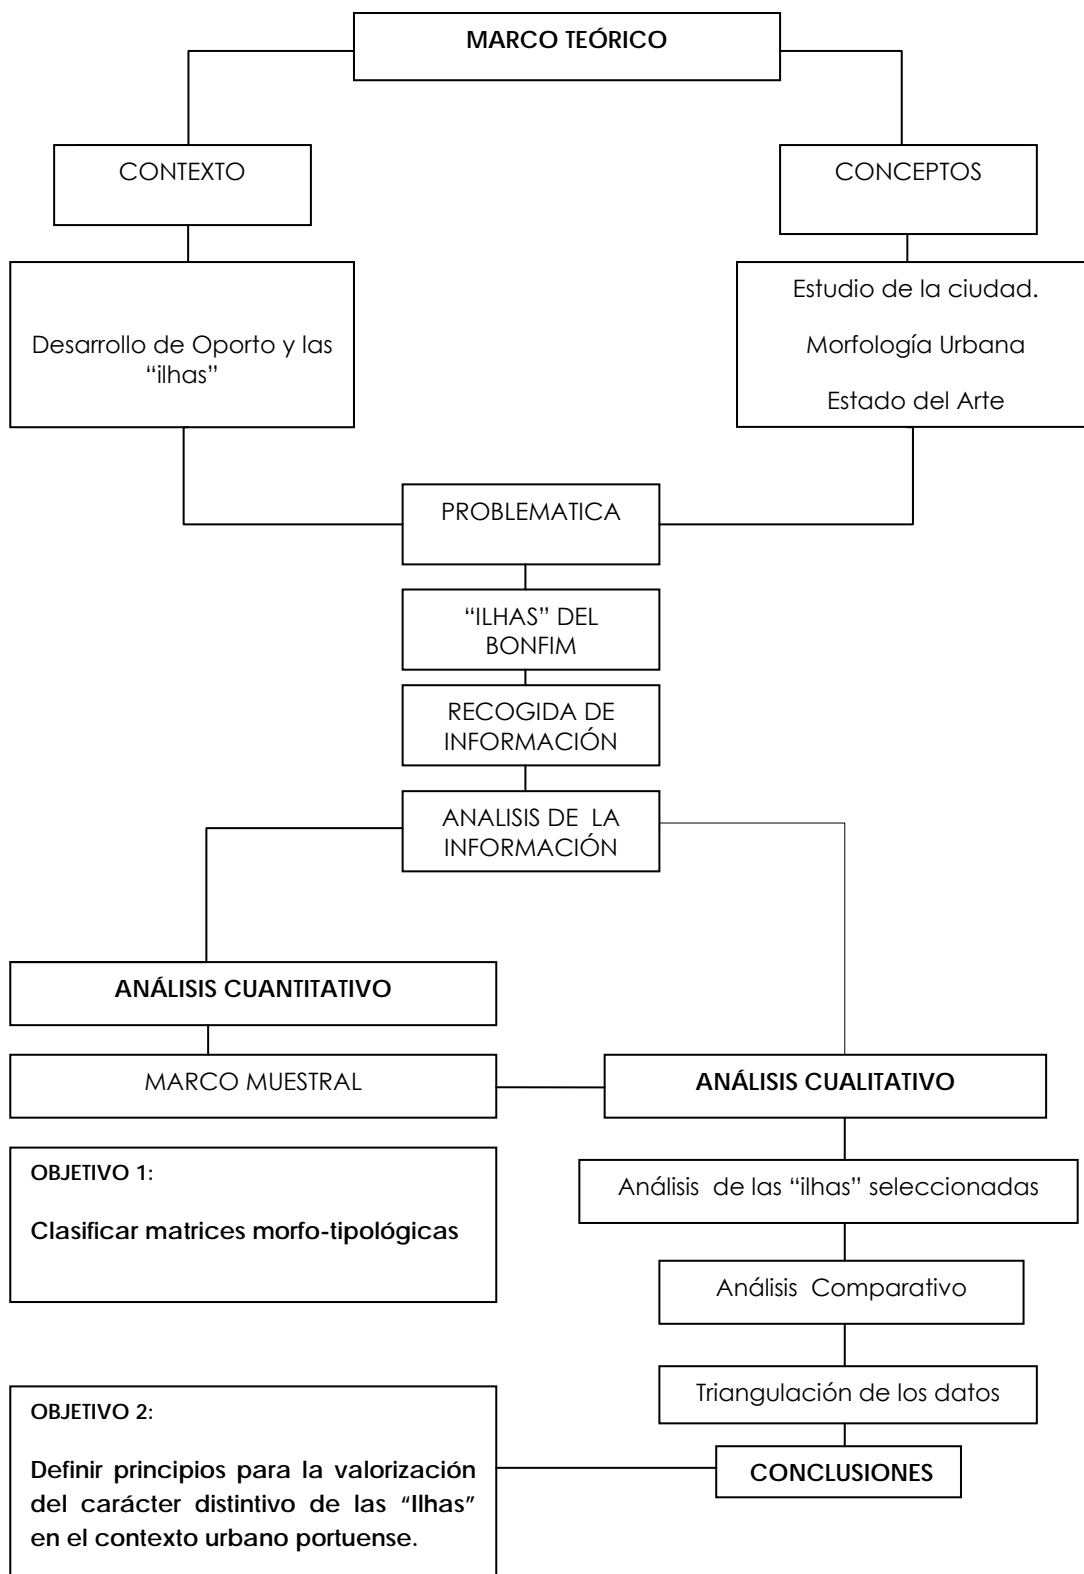 MARCO TEÓRICO
CONTEXTO
CONCEPTOS
Desarrollo de Oporto y las
“ilhas”
Estudio de la ciudad.
Morfología Urbana
Estado del Arte
PROBLEMATICA
“ILHAS” DEL
BONFIM
RECOGIDA DE
INFORMACIÓN
ANALISIS DE LA
INFORMACIÓN
ANÁLISIS CUANTITATIVO
MARCO MUESTRAL
ANÁLISIS CUALITATIVO
OBJETIVO 1:
Clasificar matrices morfo-tipológicas
Análisis de las “ilhas” seleccionadas
Análisis Comparativo
Triangulación de los datos
OBJETIVO 2:
Definir principios para la valorización
del carácter distintivo de las “Ilhas”
en el contexto urbano portuense.
CONCLUSIONES